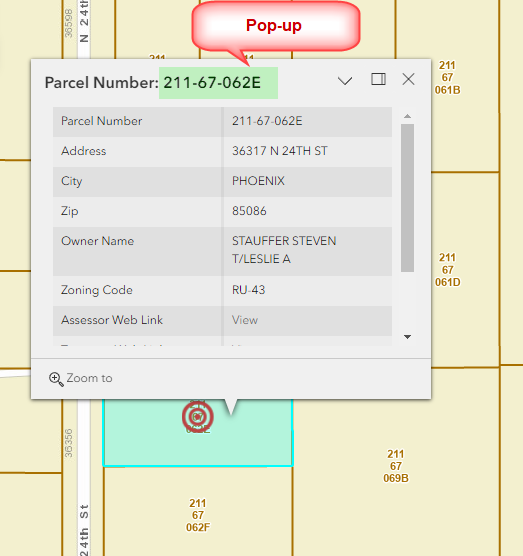 Pop-up
36598
N 24th St
211
211
211
67
061B
Parcel Number: 211-67-062E
Parcel Number 211-67-062E
Address 36317 N 24TH ST
City PHOENIX
Zip 85086
Owner Name STAUFFER STEVEN
T/LESLIE A
Zoning Code RU-43
Assessor Web Link View
211
67
061D
Zoom to
36356
24th St
211
67
062E
211
67
069B
211
67
062F